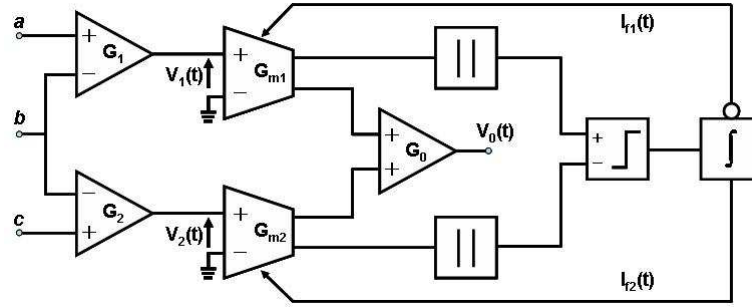 a
b
c
+
−
G1
V1(t)
+
−
Gm1
If1(t)
| |
+
+
G0
V0(t)
+
−
∫
−
+
G2
V2(t)
+
−
Gm2
| |
If2(t)